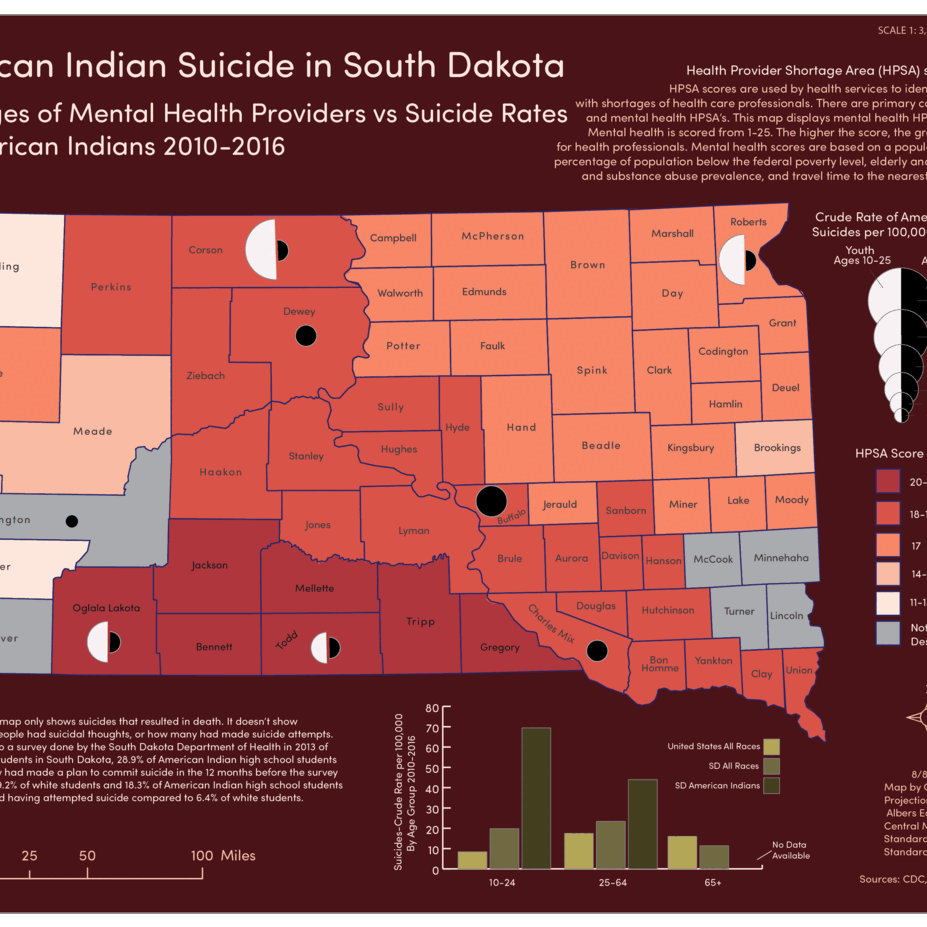 SCALE 1: 3,
can Indian Suicide in South Dakota
ges of Mental Health Providers vs Suicide Rates
rican Indians 2010-2016
Health Provider Shortage Area (HPSA) s
HPSA scores are used by health services to iden
with shortages of health care professionals. There are primary ca
and mental health HPSA's. This map displays mental health HP
Mental health is scored from 1-25. The higher the score, the gr
for health professionals. Mental health scores are based on a popul
percentage of population below the federal poverty level, elderly an
and substance abuse prevalence, and travel time to the nearest
Crude Rate of Ame
Suicides per 100,00
Youth
Ages 10-25
A
HPSA Score
20-
18-1
17
14-
11-1
Not
Des
ding
Perkins
Corson
Campbell
McPherson
Brown
Marshall
Roberts
Dewey
Walworth
Edmunds
Day
Grant
Ziebach
Potter
Faulk
Spink
Clark
Codington
Deuel
Hamlin
e
Meade
Sully
Hyde
Hand
Beadle
Kingsbury
Brookings
Haakon
Stanley
Hughes
ngton
Jones
Lyman
Buffalo
Jerauld
Sanborn
Miner
Lake
Moody
er
Jackson
Brule
Aurora
Davison
Hanson
McCook
Minnehaha
ver
Oglala Lakota
Mellette
Bennett
Todd
Tripp
Gregory
Charles Mix
Douglas
Hutchinson
Turner
Lincoln
Bon
Homme
Yankton
Clay
Union
map only shows suicides that resulted in death. It doesn't show
eople had suicidal thoughts, or how many had made suicide attempts.
o a survey done by the South Dakota Department of Health in 2013 of
tudents in South Dakota, 28.9% of American Indian high school students
y had made a plan to commit suicide in the 12 months before the survey
0.2% of white students and 18.3% of American Indian high school students
d having attempted suicide compared to 6.4% of white students.
25 50 100 Miles
Suicides-Crude Rate per 100,000
By Age Group 2010-2016
80
70
60
50
40
30
20
10
0
10-24
25-64
65+
United States All Races
SD All Races
SD American Indians
No Data
Available
8/8
Map by C
Projection
Albers Eq
Central M
Standard
Standard
Sources: CDC,